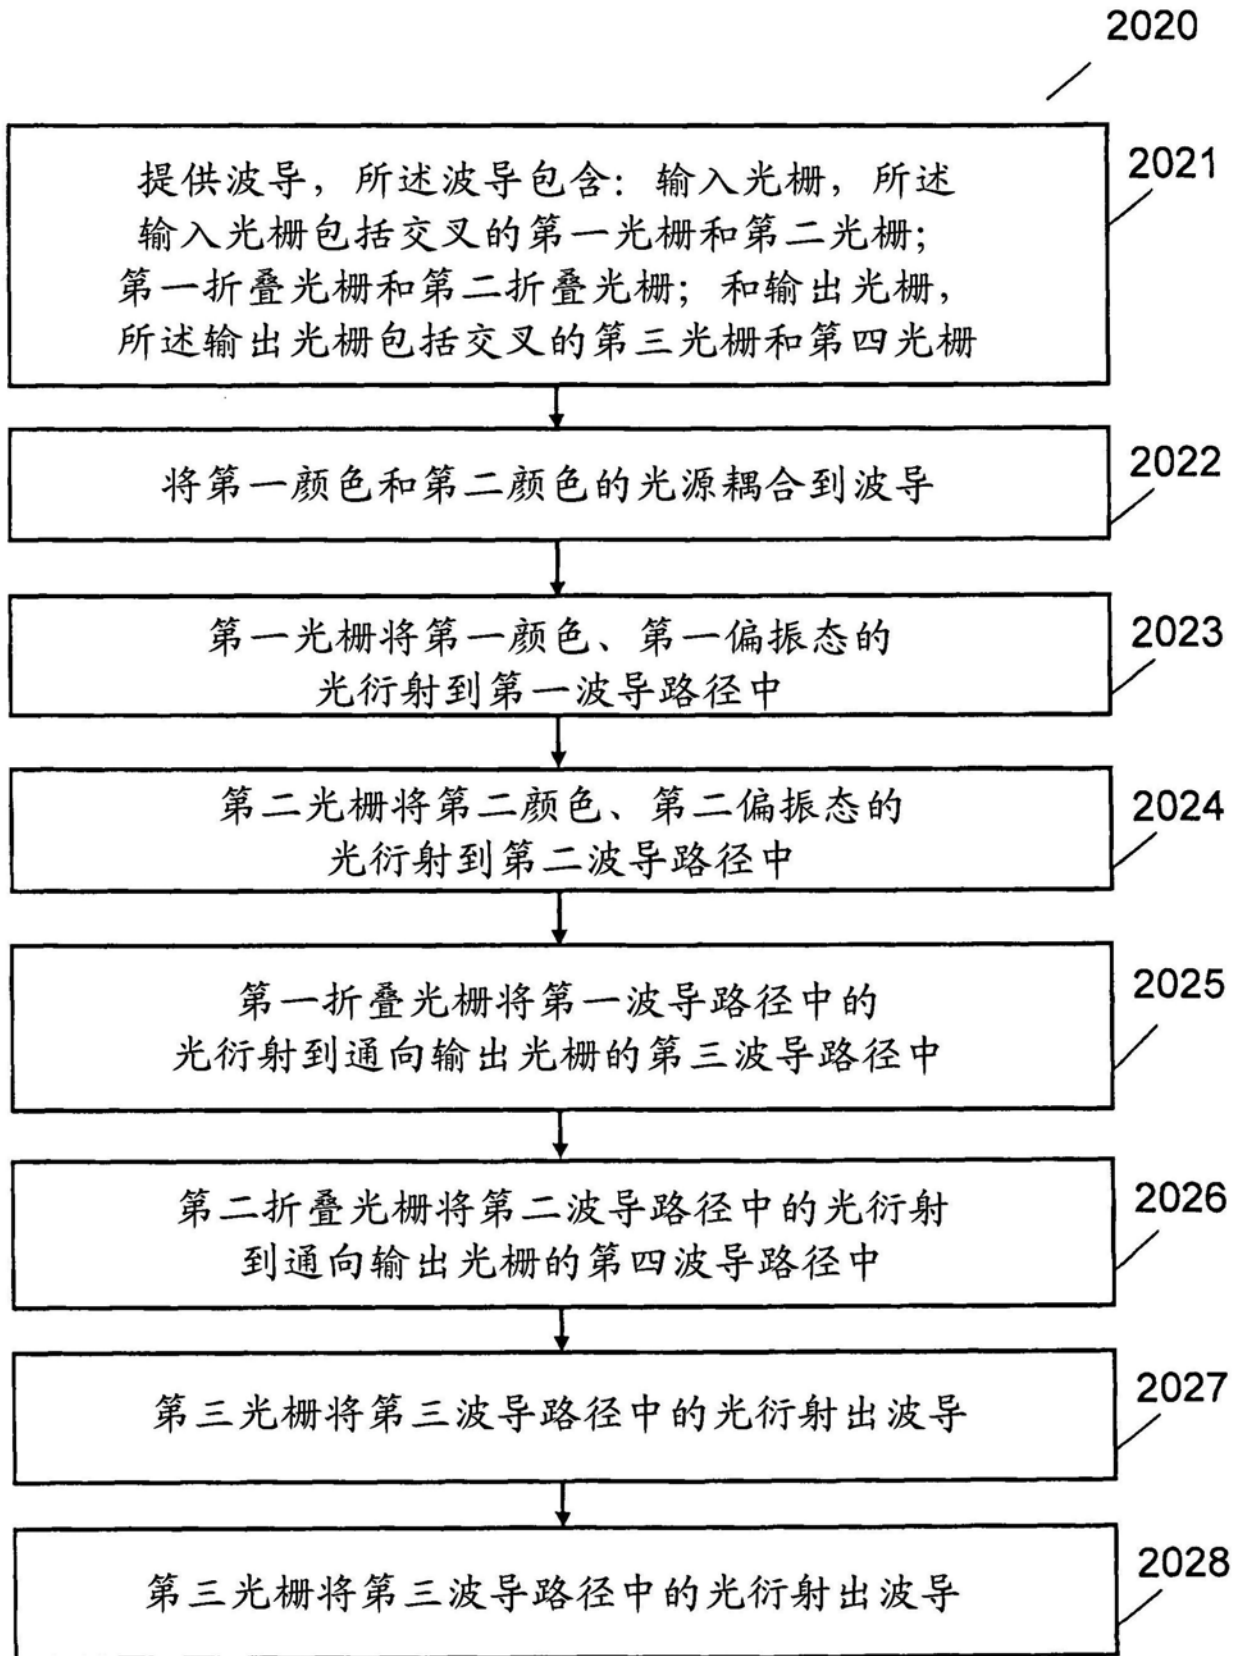 2020
提供波导，所述波导包含：输入光栅，所述
输入光栅包括交叉的第一光栅和第二光栅；
第一折叠光栅和第二折叠光栅；和输出光栅，
所述输出光栅包括交叉的第三光栅和第四光栅
2021
将第一颜色和第二颜色的光源耦合到波导
2022
第一光栅将第一颜色、第一偏振态的
光衍射到第一波导路径中
2023
第二光栅将第二颜色、第二偏振态的
光衍射到第二波导路径中
2024
第一折叠光栅将第一波导路径中的
光衍射到通向输出光栅的第三波导路径中
2025
第二折叠光栅将第二波导路径中的光衍射
到通向输出光栅的第四波导路径中
2026
第三光栅将第三波导路径中的光衍射出波导
2027
第三光栅将第三波导路径中的光衍射出波导
2028